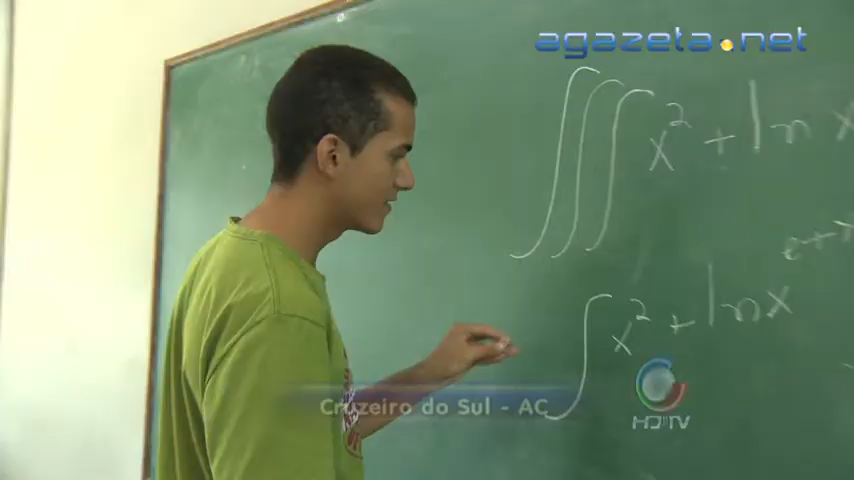 agazeta.net
∭ x² + ln x
e + x
∫ x² + ln x
Cruzeiro do Sul - AC
HDTV